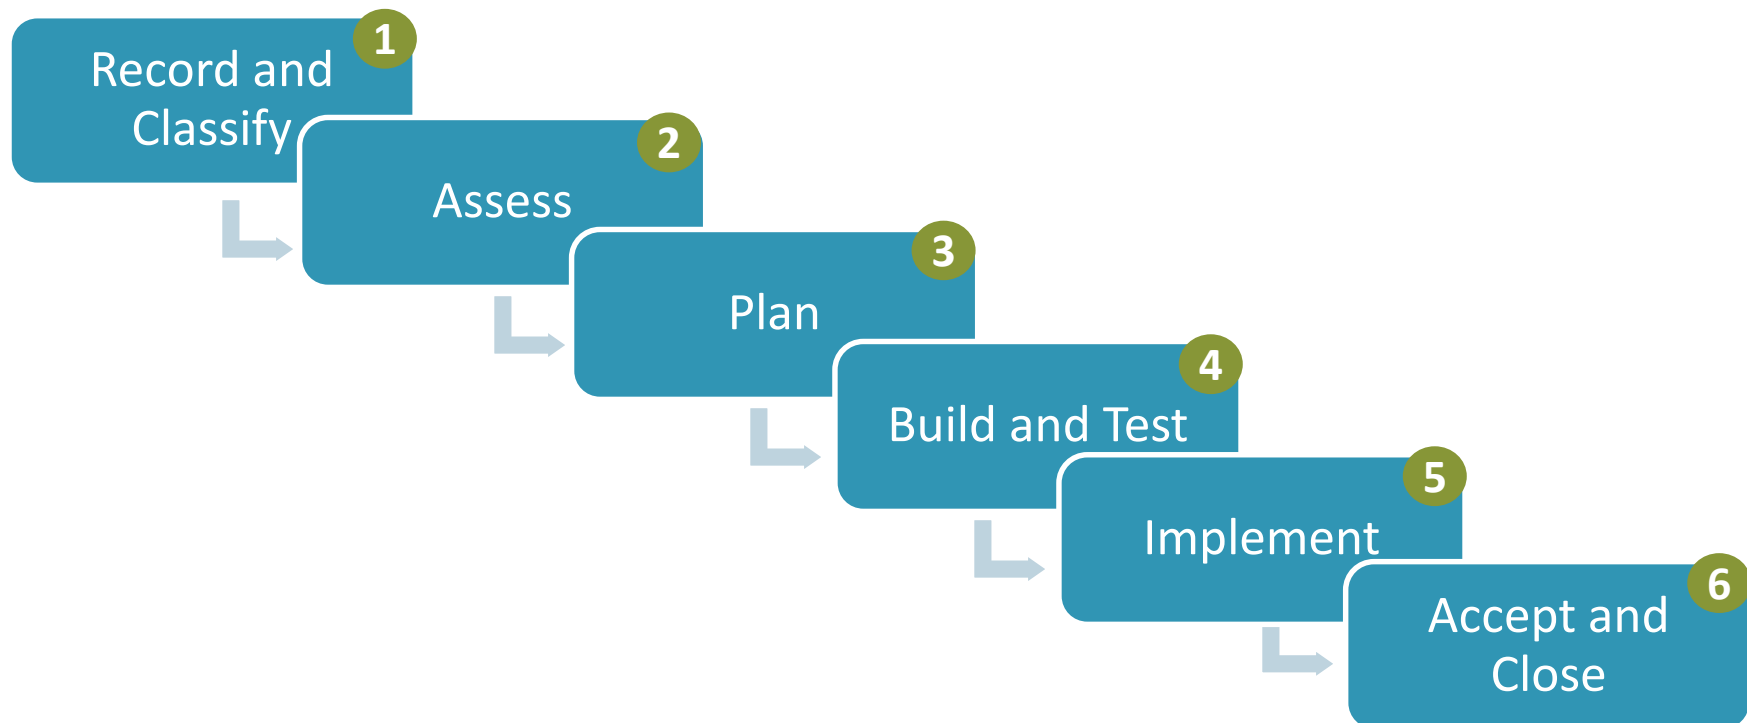 1
Record and
Classify
2
Assess
3
Plan
4
Build and Test
5
Implement
6
Accept and
Close